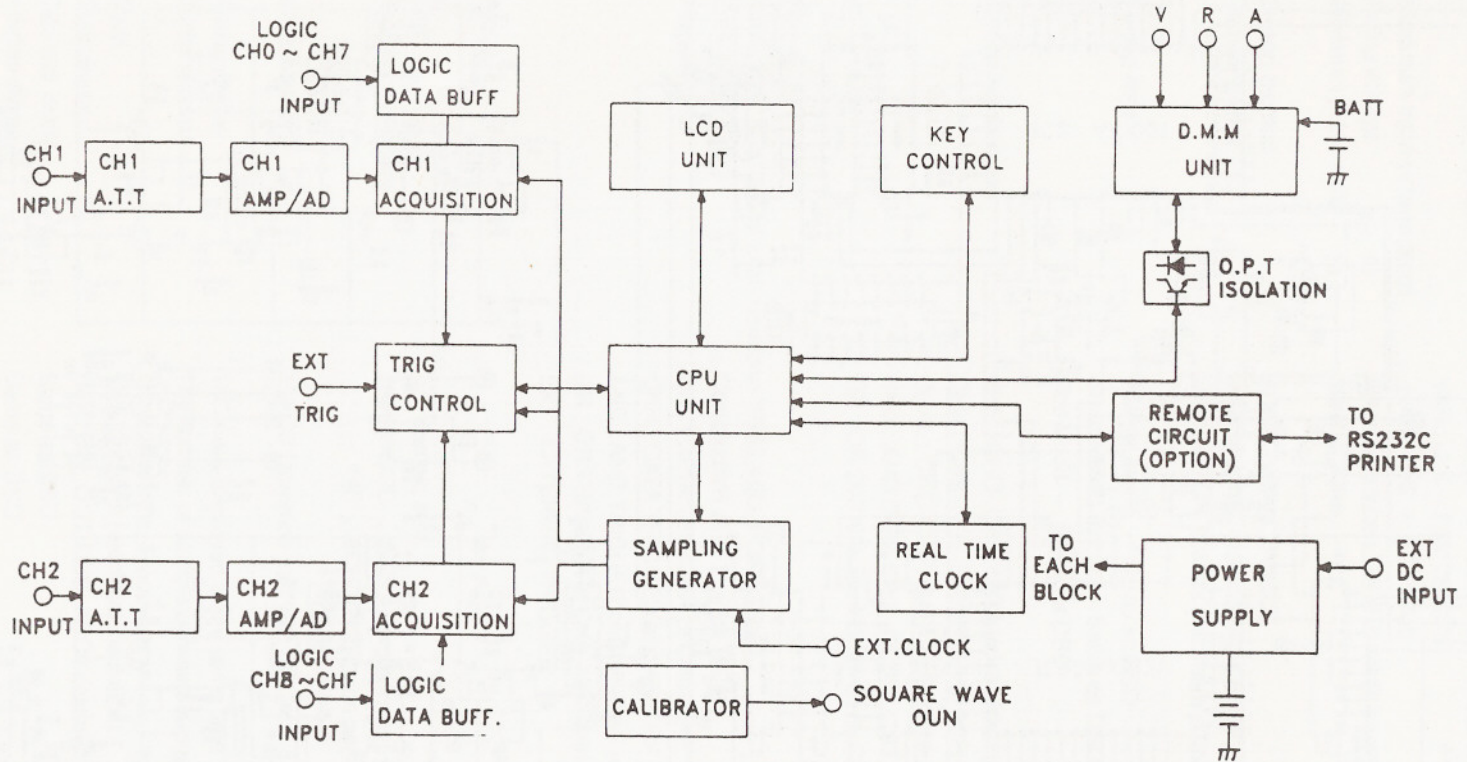 LOGIC
CH0 ~ CH7
INPUT
LOGIC
DATA BUFF
CH1
INPUT
CH1
A.T.T
CH1
AMP/AD
CH1
ACQUISITION
LCD
UNIT
KEY
CONTROL
V R A
D.M.M
UNIT
BATT
O.P.T
ISOLATION
EXT
TRIG
TRIG
CONTROL
CPU
UNIT
REMOTE
CIRCUIT
(OPTION)
TO
RS232C
PRINTER
CH2
INPUT
CH2
A.T.T
CH2
AMP/AD
CH2
ACQUISITION
SAMPLING
GENERATOR
REAL TIME
CLOCK
TO
EACH
BLOCK
POWER
SUPPLY
EXT
DC
INPUT
LOGIC
CH8 ~ CHF
INPUT
LOGIC
DATA BUFF.
EXT.CLOCK
CALIBRATOR
SQUARE WAVE
OUN